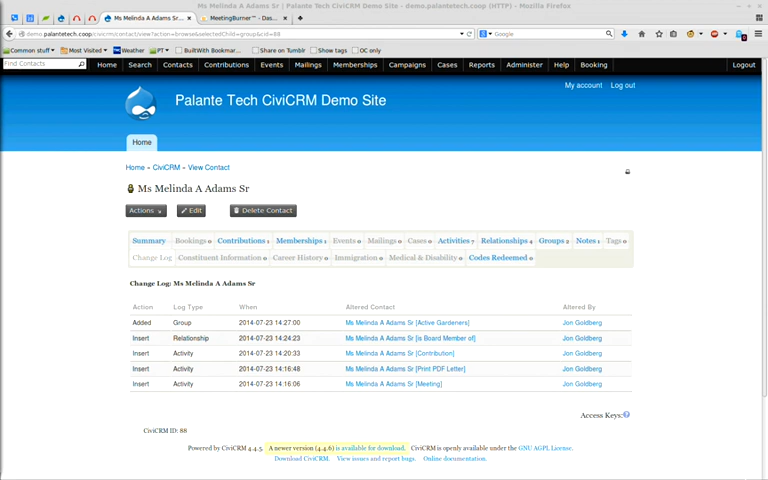 Ms Melinda A Adams Sr | Palante Tech CiviCRM Demo Site - demo.palantetech.coop (HTTP) - Mozilla Firefox
Ms Melinda A Adams Sr...
MeetingBurner™ - Das...
demo.palantetech.coop/civicrm/contact/view?action=browse&selectedChild=group&cid=88
Google
Common stuff
Most Visited
Weather
PT
BuiltWith Bookmar...
Share on Tumblr
Show tags
OC only
Find Contacts
Home Search Contacts Contributions Events Mailings Memberships Campaigns Cases Reports Administer Help Booking Logout
My account Log out
Palante Tech CiviCRM Demo Site
Home
Home » CiviCRM » View Contact
Ms Melinda A Adams Sr
Actions Edit Delete Contact
Summary Bookings 0 Contributions 1 Memberships 1 Events 0 Mailings 0 Cases 0 Activities 7 Relationships 4 Groups 2 Notes 1 Tags 0
Change Log Constituent Information 0 Career History 0 Immigration 0 Medical & Disability 0 Codes Redeemed 0
Change Log: Ms Melinda A Adams Sr
Action Log Type When Altered Contact Altered By
Added Group 2014-07-23 14:27:00 Ms Melinda A Adams Sr [Active Gardeners] Jon Goldberg
Insert Relationship 2014-07-23 14:24:23 Ms Melinda A Adams Sr [is Board Member of] Jon Goldberg
Insert Activity 2014-07-23 14:20:33 Ms Melinda A Adams Sr [Contribution] Jon Goldberg
Insert Activity 2014-07-23 14:16:48 Ms Melinda A Adams Sr [Print PDF Letter] Jon Goldberg
Insert Activity 2014-07-23 14:16:06 Ms Melinda A Adams Sr [Meeting] Jon Goldberg
Access Keys:
CiviCRM ID: 88
Powered by CiviCRM 4.4.5. A newer version (4.4.6) is available for download. CiviCRM is openly available under the GNU AGPL License.
Download CiviCRM. View issues and report bugs. Online documentation.